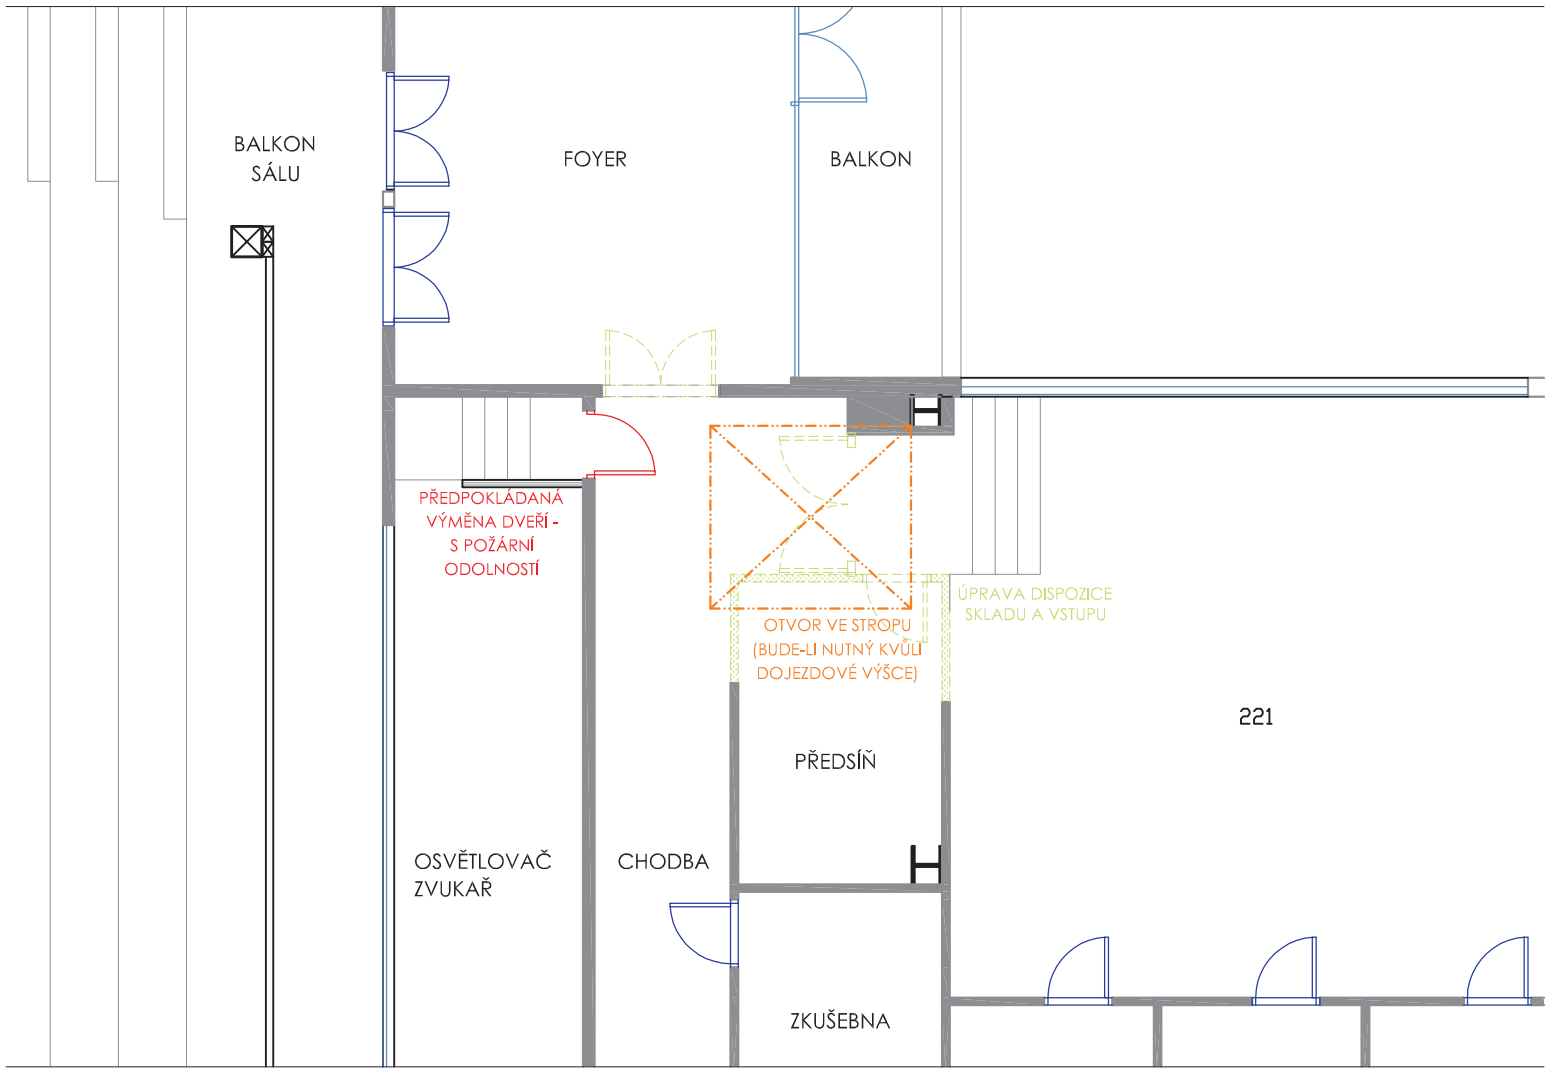 BALKON
SÁLU
FOYER
BALKON
PŘEDPOKLÁDANÁ
VÝMĚNA DVEŘÍ -
S POŽÁRNÍ
ODOLNOSTÍ
ÚPRAVA DISPOZICE
SKLADU A VSTUPU
OTVOR VE STROPU
(BUDE-LI NUTNÝ KVŮLI
DOJEZDOVÉ VÝŠCE)
221
PŘEDSÍŇ
OSVĚTLOVAČ
ZVUKAŘ
CHODBA
ZKUŠEBNA